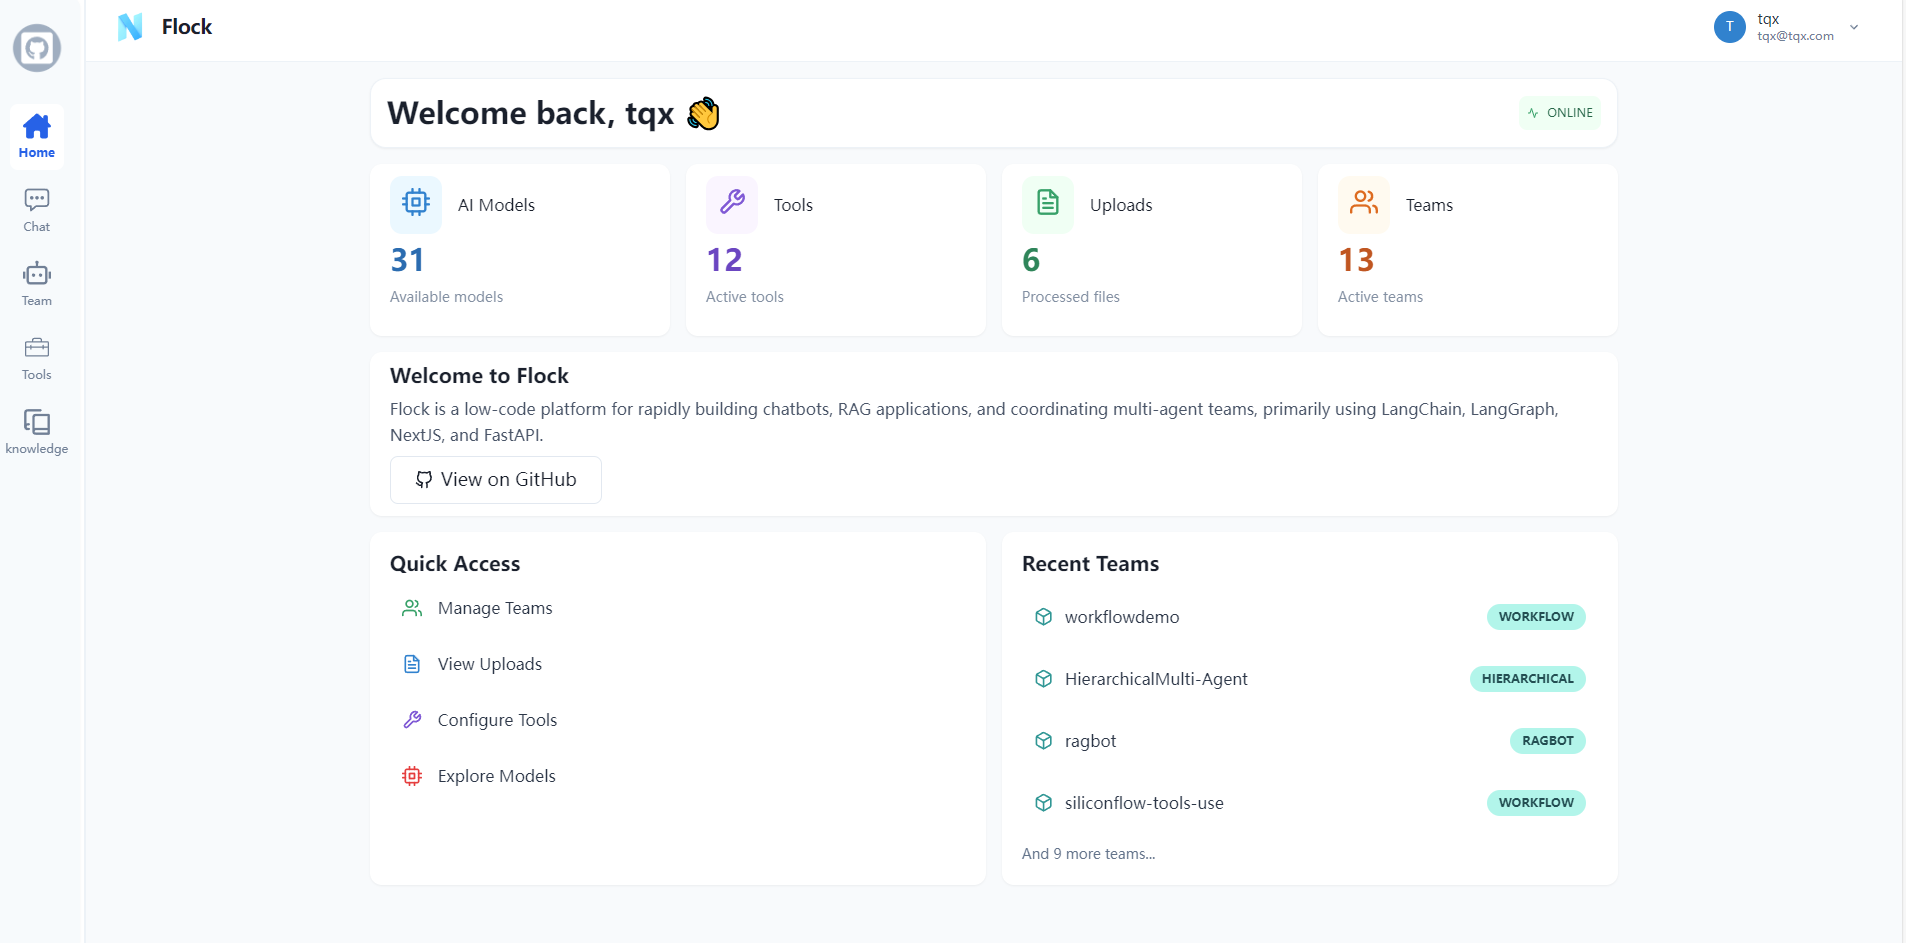 Flock
T
tqx
tqx@tqx.com
Home
Chat
Team
Tools
knowledge
Welcome back, tqx 👋
ONLINE
AI Models
31
Available models
Tools
12
Active tools
Uploads
6
Processed files
Teams
13
Active teams
Welcome to Flock
Flock is a low-code platform for rapidly building chatbots, RAG applications, and coordinating multi-agent teams, primarily using LangChain, LangGraph,
NextJS, and FastAPI.
View on GitHub
Quick Access
Manage Teams
View Uploads
Configure Tools
Explore Models
Recent Teams
workflowdemo
WORKFLOW
HierarchicalMulti-Agent
HIERARCHICAL
ragbot
RAGBOT
siliconflow-tools-use
WORKFLOW
And 9 more teams...